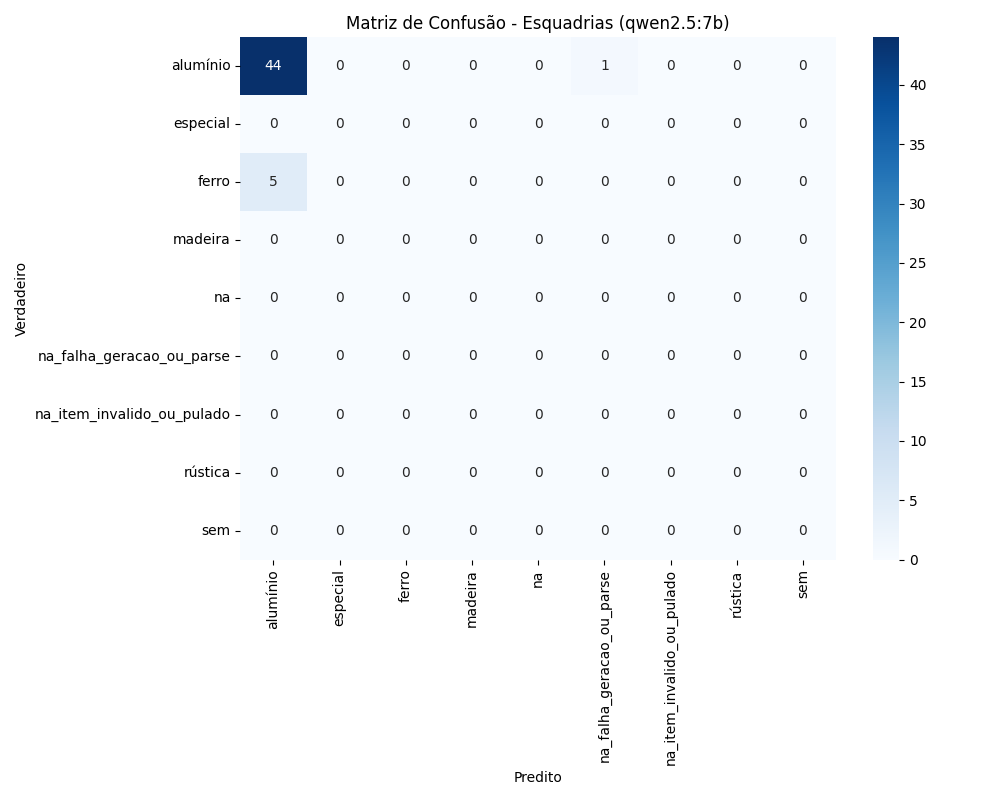 Matriz de Confusão - Esquadrias (qwen2.5:7b)
Verdadeiro
alumínio 44 0 0 0 0 1 0 0 0
especial 0 0 0 0 0 0 0 0 0
ferro 5 0 0 0 0 0 0 0 0
madeira 0 0 0 0 0 0 0 0 0
na 0 0 0 0 0 0 0 0 0
na_falha_geracao_ou_parse 0 0 0 0 0 0 0 0 0
na_item_invalido_ou_pulado 0 0 0 0 0 0 0 0 0
rústica 0 0 0 0 0 0 0 0 0
sem 0 0 0 0 0 0 0 0 0
alumínio
especial
ferro
madeira
na
na_falha_geracao_ou_parse
na_item_invalido_ou_pulado
rústica
sem
Predito
40
35
30
25
20
15
10
5
0